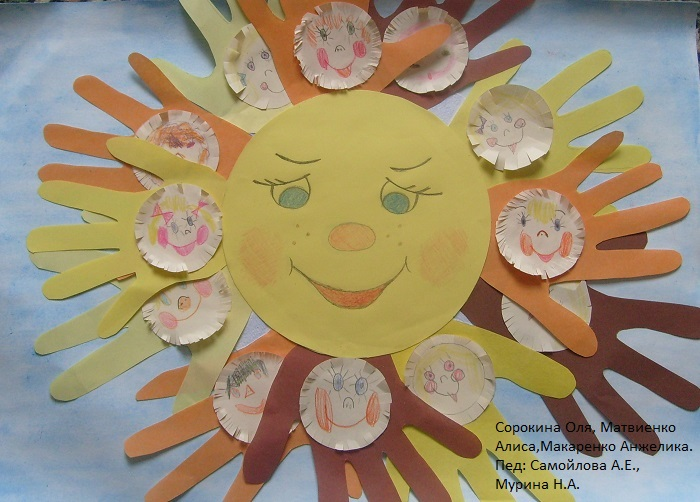 Сорокина Оля, Матвиенко
Алиса,Макаренко Анжелика.
Пед: Самойлова А.Е.,
Мурина Н.А.